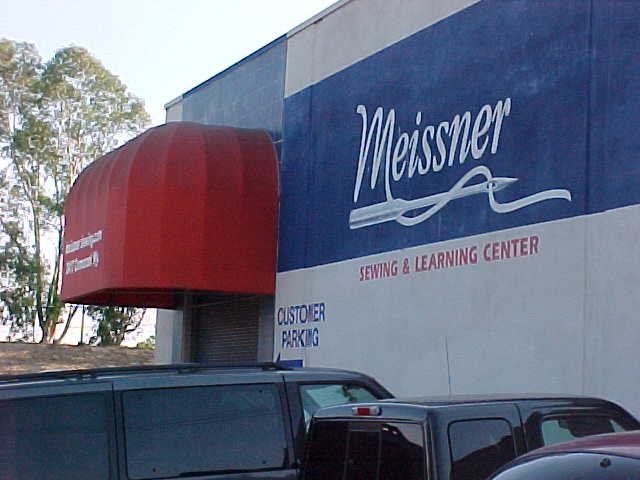 Meissner
SEWING & LEARNING CENTER
CUSTOMER
PARKING